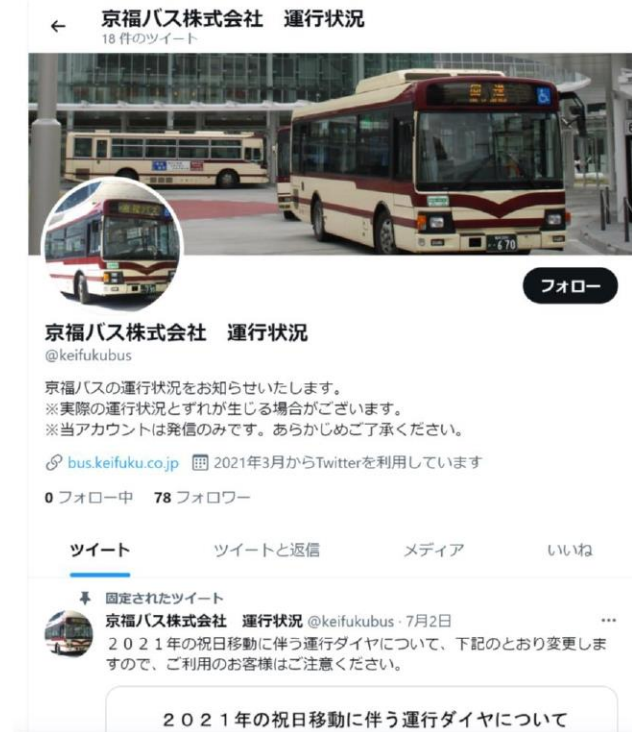 京福バス株式会社　運行状況
18 件のツイート
回送
670
フォロー
京福バス株式会社　運行状況
@keifukubus
京福バスの運行状況をお知らせいたします。
※実際の運行状況とずれが生じる場合がございます。
※当アカウントは発信のみです。あらかじめご了承ください。
bus.keifuku.co.jp 2021年3月からTwitterを利用しています
0 フォロー中 78 フォロワー
ツイート ツイートと返信 メディア いいね
固定されたツイート
京福バス株式会社　運行状況 @keifukubus · 7月2日
２０２１年の祝日移動に伴う運行ダイヤについて、下記のとおり変更しま
すので、ご利用のお客様はご注意ください。
２０２１年の祝日移動に伴う運行ダイヤについて